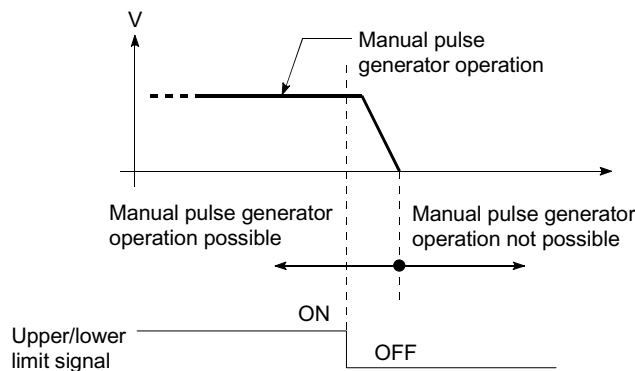 V
Manual pulse
generator operation
Manual pulse generator
operation possible
Manual pulse generator
operation not possible
ON
Upper/lower
limit signal
OFF